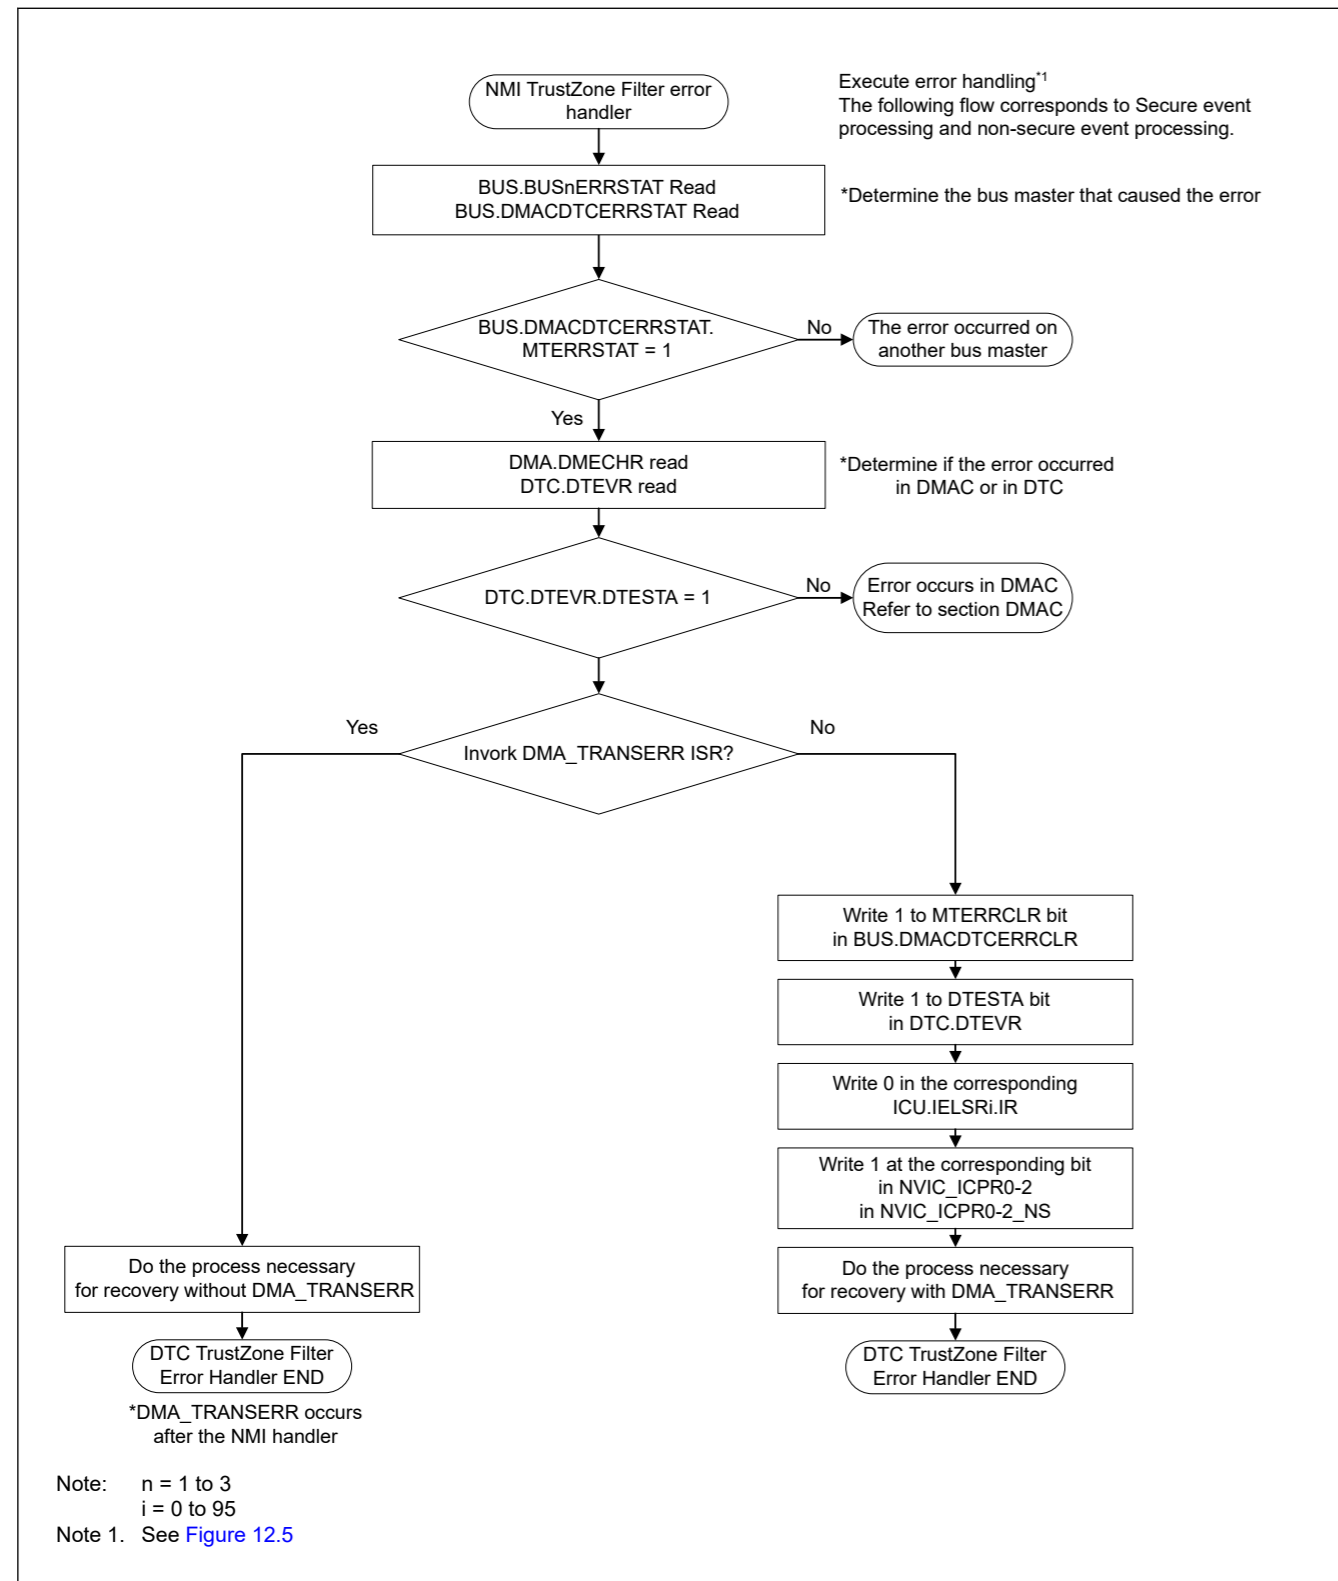 NMI TrustZone Filter error
handler
Execute error handling*1
The following flow corresponds to Secure event
processing and non-secure event processing.
BUS.BUSnERRSTAT Read
BUS.DMACDTCERRSTAT Read
*Determine the bus master that caused the error
BUS.DMACDTCERRSTAT.
MTERRSTAT = 1
No
The error occurred on
another bus master
Yes
DMA.DMECHR read
DTC.DTEVR read
*Determine if the error occurred
in DMAC or in DTC
DTC.DTEVR.DTESTA = 1
No
Error occurs in DMAC
Refer to section DMAC
Yes
Invork DMA_TRANSERR ISR?
No
Write 1 to MTERRCLR bit
in BUS.DMACDTCERRCLR
Write 1 to DTESTA bit
in DTC.DTEVR
Write 0 in the corresponding
ICU.IELSRi.IR
Write 1 at the corresponding bit
in NVIC_ICPR0-2
in NVIC_ICPR0-2_NS
Do the process necessary
for recovery without DMA_TRANSERR
Do the process necessary
for recovery with DMA_TRANSERR
DTC TrustZone Filter
Error Handler END
DTC TrustZone Filter
Error Handler END
*DMA_TRANSERR occurs
after the NMI handler
Note: n = 1 to 3
i = 0 to 95
Note 1. See Figure 12.5